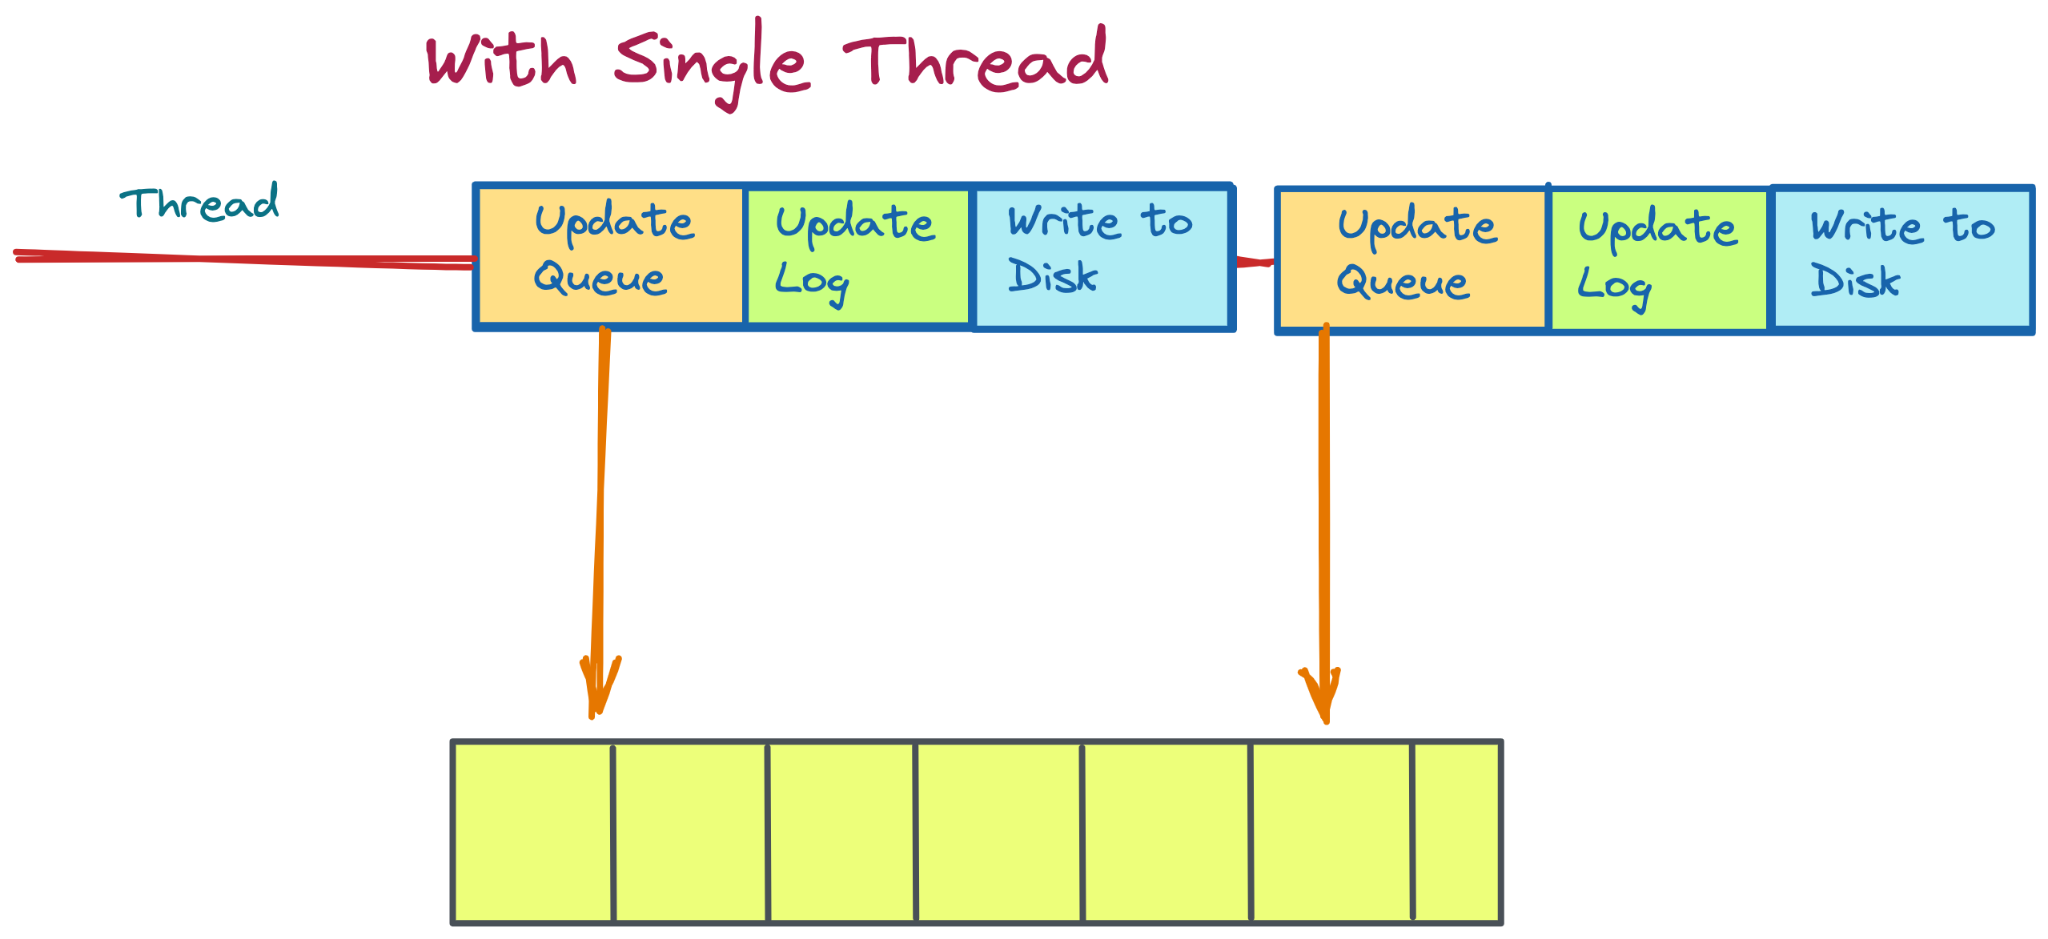 With Single Thread
Thread
Update
Queue
Update
Log
Write to
Disk
Update
Queue
Update
Log
Write to
Disk